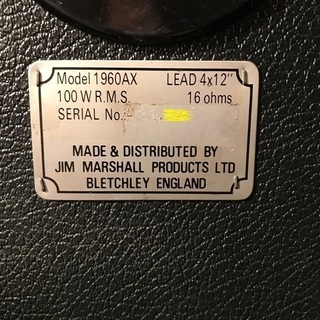 Model 1960AX LEAD 4x12"
100 W R.M.S. 16 ohms
SERIAL No:-
MADE & DISTRIBUTED BY
JIM MARSHALL PRODUCTS LTD
BLETCHLEY ENGLAND